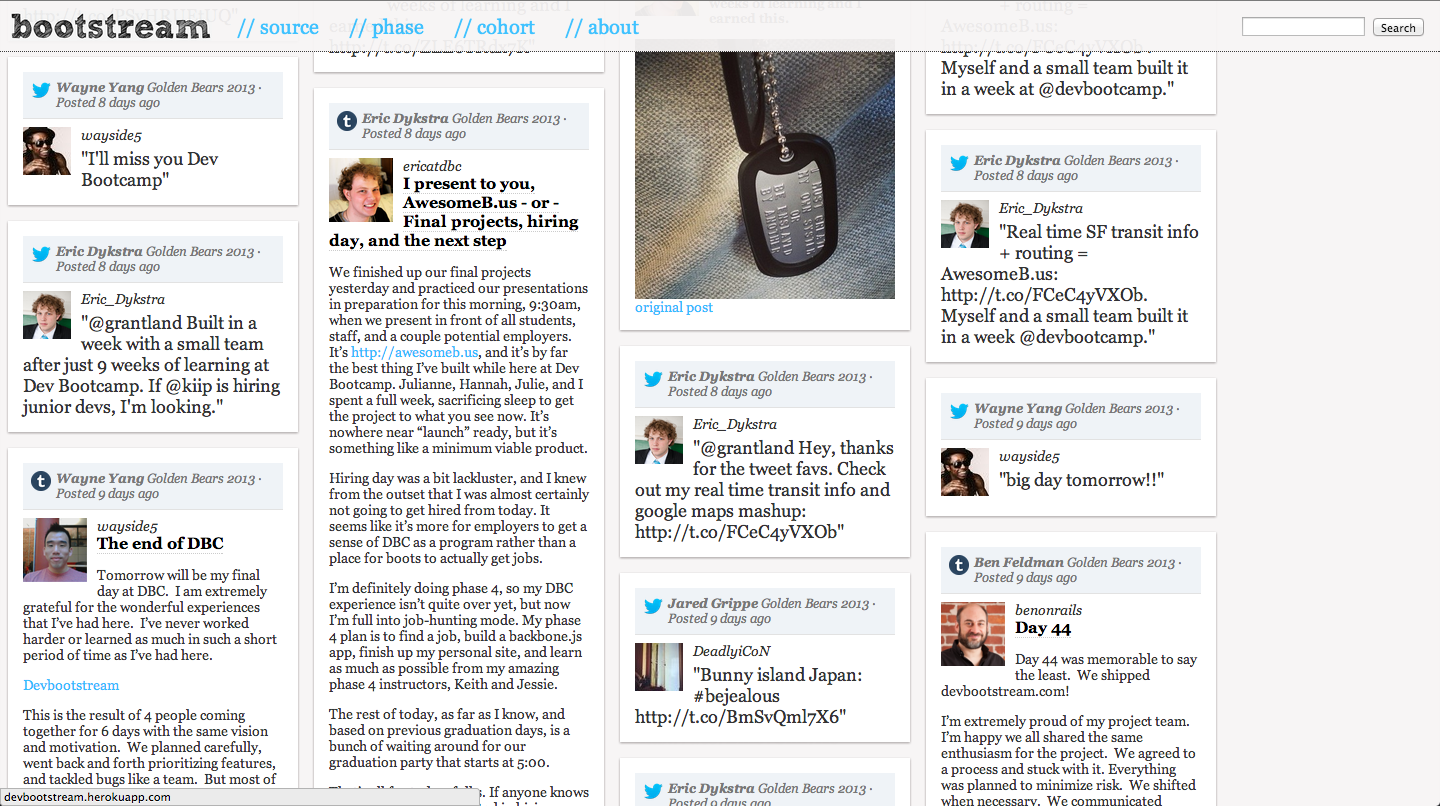 bootstream
// source
// phase
// cohort
// about
Search
Wayne Yang Golden Bears 2013 ·
Posted 8 days ago
wayside5
"I'll miss you Dev
Bootcamp"
Eric Dykstra Golden Bears 2013 ·
Posted 8 days ago
Eric_Dykstra
"@grantland Built in a
week with a small team
after just 9 weeks of learning at
Dev Bootcamp. If @kiip is hiring
junior devs, I'm looking."
Wayne Yang Golden Bears 2013 ·
Posted 9 days ago
wayside5
The end of DBC
Tomorrow will be my final
day at DBC.  I am extremely
grateful for the wonderful experiences
that I've had here.  I've never worked
harder or learned as much in such a short
period of time as I've had here.
Devbootstream
This is the result of 4 people coming
together for 6 days with the same vision
and motivation.  We planned carefully,
went back and forth prioritizing features,
and tackled bugs like a team.  But most of
devbootstream.herokuapp.com
Eric Dykstra Golden Bears 2013 ·
Posted 8 days ago
ericatdbc
I present to you,
AwesomeB.us - or -
Final projects, hiring
day, and the next step
We finished up our final projects
yesterday and practiced our presentations
in preparation for this morning, 9:30am,
when we present in front of all students,
staff, and a couple potential employers.
It's http://awesomeb.us, and it's by far
the best thing I've built while here at Dev
Bootcamp. Julianne, Hannah, Julie, and I
spent a full week, sacrificing sleep to get
the project to what you see now. It's
nowhere near “launch” ready, but it's
something like a minimum viable product.
Hiring day was a bit lackluster, and I knew
from the outset that I was almost certainly
not going to get hired from today. It
seems like it's more for employers to get a
sense of DBC as a program rather than a
place for boots to actually get jobs.
I'm definitely doing phase 4, so my DBC
experience isn't quite over yet, but now
I'm full into job-hunting mode. My phase
4 plan is to find a job, build a backbone.js
app, finish up my personal site, and learn
as much as possible from my amazing
phase 4 instructors, Keith and Jessie.
The rest of today, as far as I know, and
based on previous graduation days, is a
bunch of waiting around for our
graduation party that starts at 5:00.
If anyone knows
weeks of learning and I
earned this.
original post
Eric Dykstra Golden Bears 2013 ·
Posted 8 days ago
Eric_Dykstra
"@grantland Hey, thanks
for the tweet favs. Check
out my real time transit info and
google maps mashup:
http://t.co/FCeC4yVXOb"
Jared Grippe Golden Bears 2013 ·
Posted 9 days ago
DeadlyiCoN
"Bunny island Japan:
#bejealous
http://t.co/BmSvQml7X6"
Eric Dykstra Golden Bears 2013 ·
Posted 9 days ago
+ routing =
AwesomeB.us:
http://t.co/FCeC4yVXOb.
Myself and a small team built it
in a week at @devbootcamp."
Eric Dykstra Golden Bears 2013 ·
Posted 8 days ago
Eric_Dykstra
"Real time SF transit info
+ routing =
AwesomeB.us:
http://t.co/FCeC4yVXOb.
Myself and a small team built it
in a week @devbootcamp."
Wayne Yang Golden Bears 2013 ·
Posted 9 days ago
wayside5
"big day tomorrow!!"
Ben Feldman Golden Bears 2013 ·
Posted 9 days ago
benonrails
Day 44
Day 44 was memorable to say
the least.  We shipped
devbootstream.com!
I'm extremely proud of my project team.
I'm happy we all shared the same
enthusiasm for the project.  We agreed to
a process and stuck with it. Everything
was planned to minimize risk.  We shifted
when necessary.  We communicated